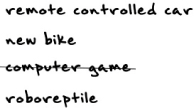 remote controlled car
new bike
computer game
roboreptile